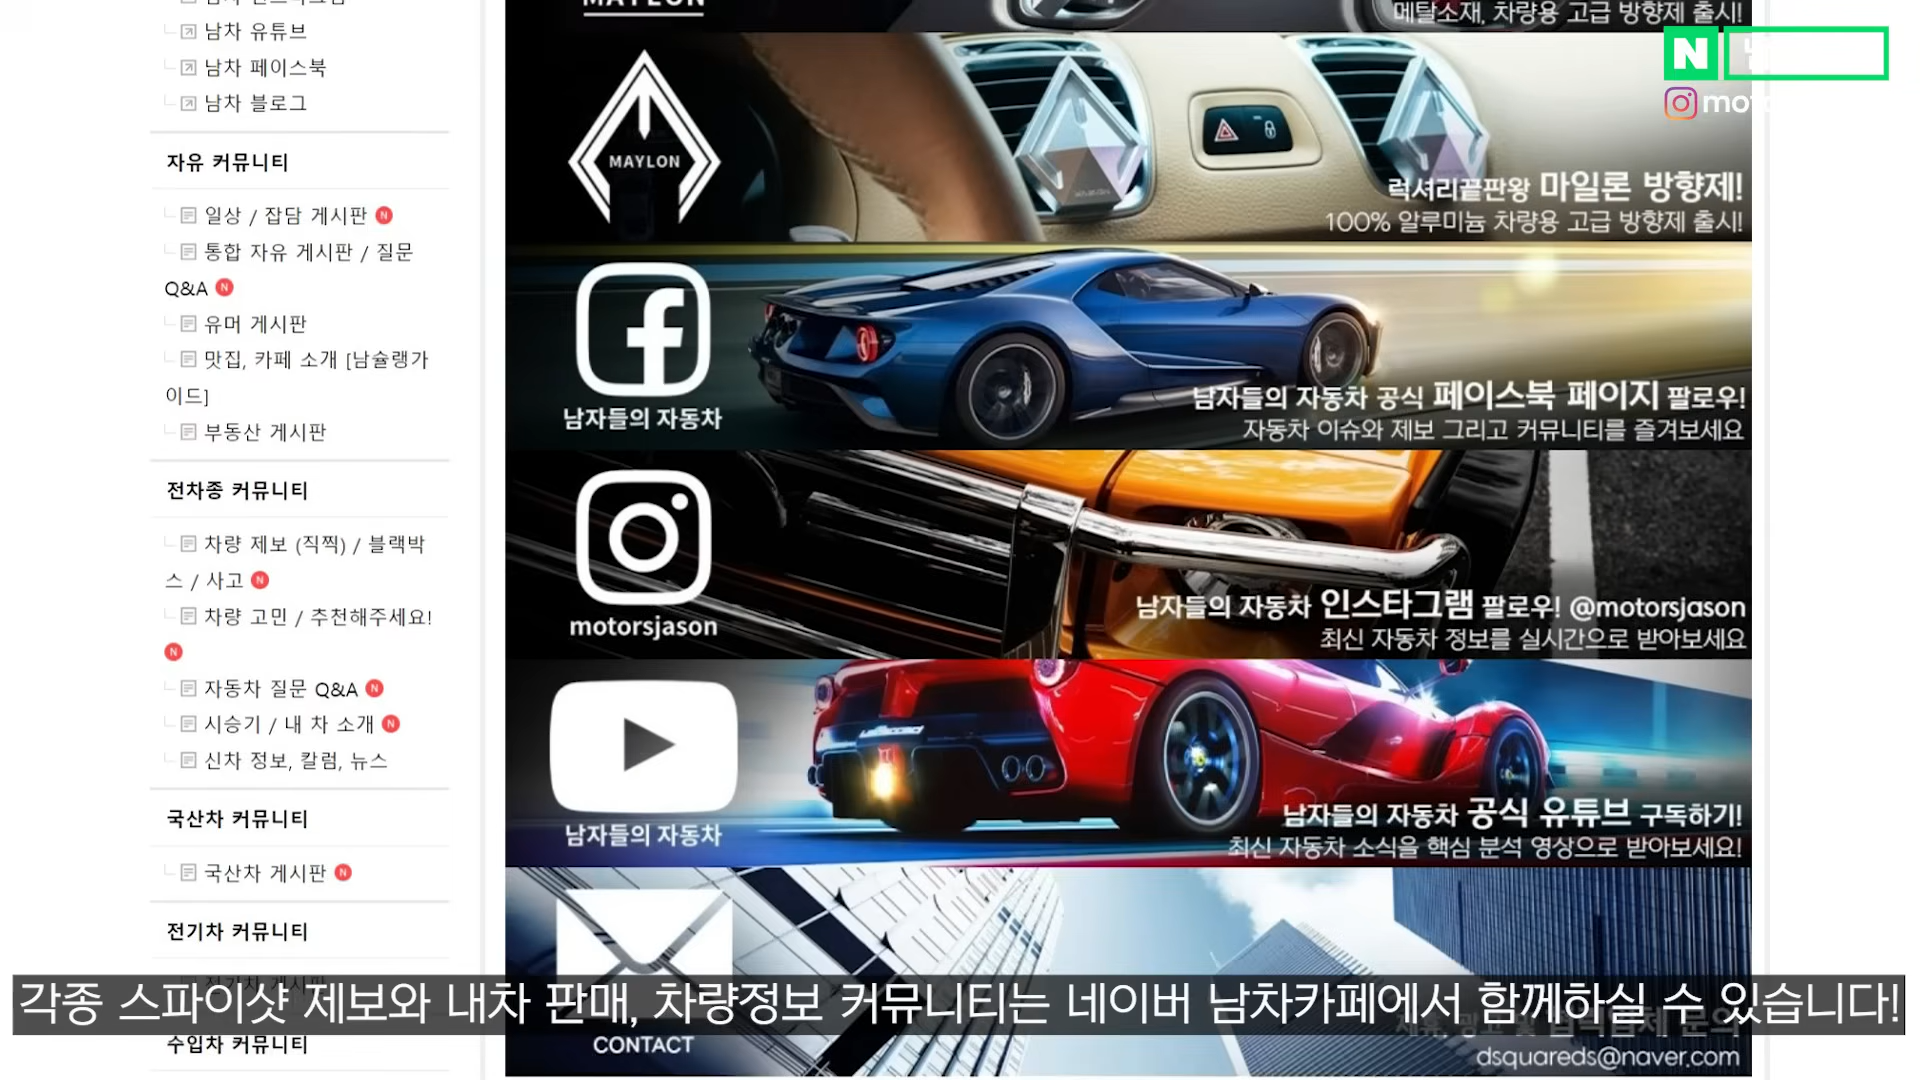 남차 유튜브
남차 페이스북
남차 블로그
자유 커뮤니티
일상 / 잡담 게시판 N
통합 자유 게시판 / 질문
Q&A N
유머 게시판
맛집, 카페 소개 [남슐랭가
이드]
부동산 게시판
전차종 커뮤니티
차량 제보 (직찍) / 블랙박
스 / 사고 N
차량 고민 / 추천해주세요!
N
자동차 질문 Q&A N
시승기 / 내 차 소개 N
신차 정보, 칼럼, 뉴스
국산차 커뮤니티
국산차 게시판 N
전기차 커뮤니티
전기차 게시판
수입차 커뮤니티
MAYLON
메탈소재, 차량용 고급 방향제 출시!
N
MAYLON
럭셔리끝판왕 마일론 방향제!
100% 알루미늄 차량용 고급 방향제 출시!
남자들의 자동차
남자들의 자동차 공식 페이스북 페이지 팔로우!
자동차 이슈와 제보 그리고 커뮤니티를 즐겨보세요
motorsjason
남자들의 자동차 인스타그램 팔로우! @motorsjason
최신 자동차 정보를 실시간으로 받아보세요
남자들의 자동차
남자들의 자동차 공식 유튜브 구독하기!
최신 자동차 소식을 핵심 분석 영상으로 받아보세요!
각종 스파이샷 제보와 내차 판매, 차량정보 커뮤니티는 네이버 남차카페에서 함께하실 수 있습니다!
CONTACT
dsquareds@naver.com